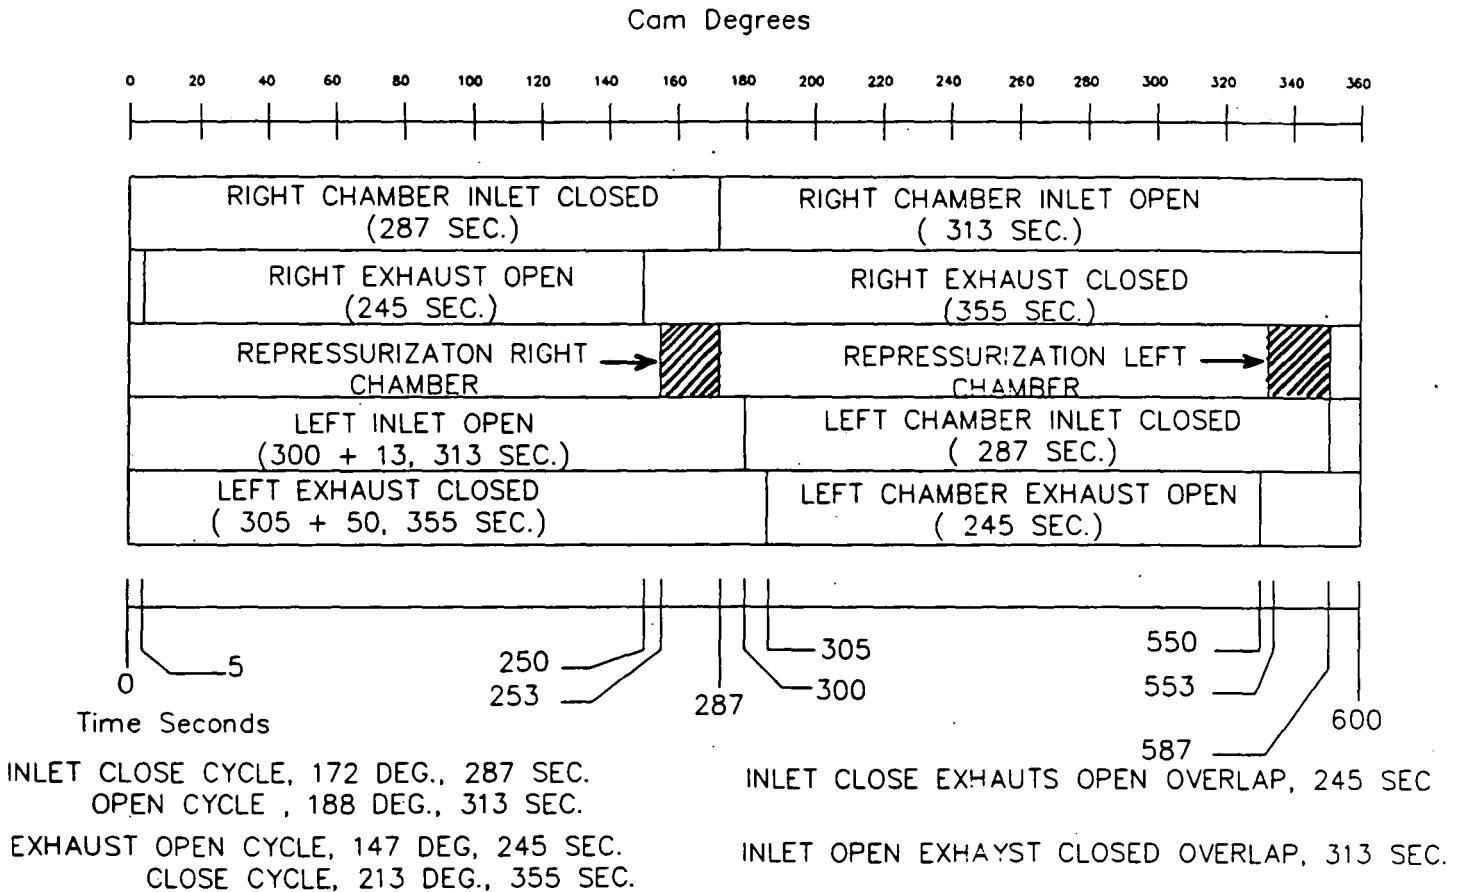 Cam Degrees
0 20 40 60 80 100 120 140 160 180 200 220 240 260 280 300 320 340 360
RIGHT CHAMBER INLET CLOSED
(287 SEC.)
RIGHT CHAMBER INLET OPEN
( 313 SEC.)
RIGHT EXHAUST OPEN
(245 SEC.)
RIGHT EXHAUST CLOSED
(355 SEC.)
REPRESSURIZATON RIGHT
CHAMBER
REPRESSURIZATION LEFT
CHAMBER
LEFT INLET OPEN
(300 + 13, 313 SEC.)
LEFT CHAMBER INLET CLOSED
( 287 SEC.)
LEFT EXHAUST CLOSED
( 305 + 50, 355 SEC.)
LEFT CHAMBER EXHAUST OPEN
( 245 SEC.)
0
5
250
253
287
305
300
550
553
587
600
Time Seconds
INLET CLOSE CYCLE, 172 DEG., 287 SEC.
OPEN CYCLE , 188 DEG., 313 SEC.
EXHAUST OPEN CYCLE, 147 DEG, 245 SEC.
CLOSE CYCLE, 213 DEG., 355 SEC.
INLET CLOSE EXHAUTS OPEN OVERLAP, 245 SEC
INLET OPEN EXHAYST CLOSED OVERLAP, 313 SEC.